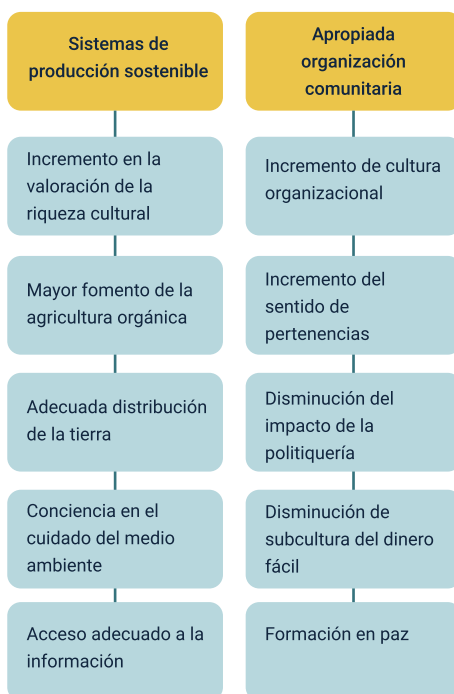 Sistemas de
producción sostenible
Incremento en la
valoración de la
riqueza cultural
Mayor fomento de la
agricultura orgánica
Adecuada distribución
de la tierra
Conciencia en el
cuidado del medio
ambiente
Acceso adecuado a la
información
Apropiada
organización
comunitaria
Incremento de cultura
organizacional
Incremento del
sentido de
pertenencias
Disminución del
impacto de la
politiquería
Disminución de
subcultura del dinero
fácil
Formación en paz